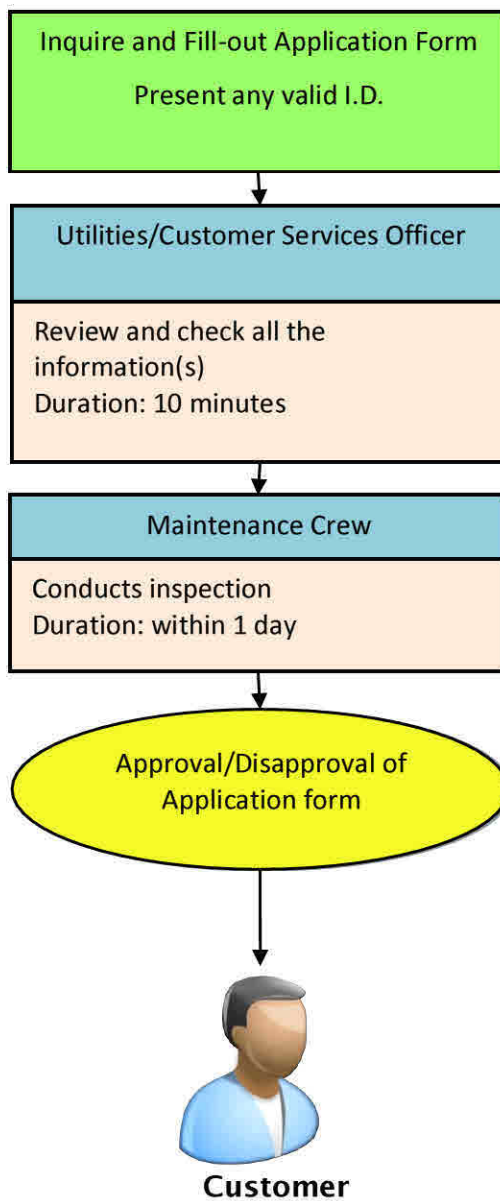 Inquire and Fill-out Application Form
Present any valid I.D.
Utilities/Customer Services Officer
Review and check all the
information(s)
Duration: 10 minutes
Maintenance Crew
Conducts inspection
Duration: within 1 day
Approval/Disapproval of
Application form
Customer